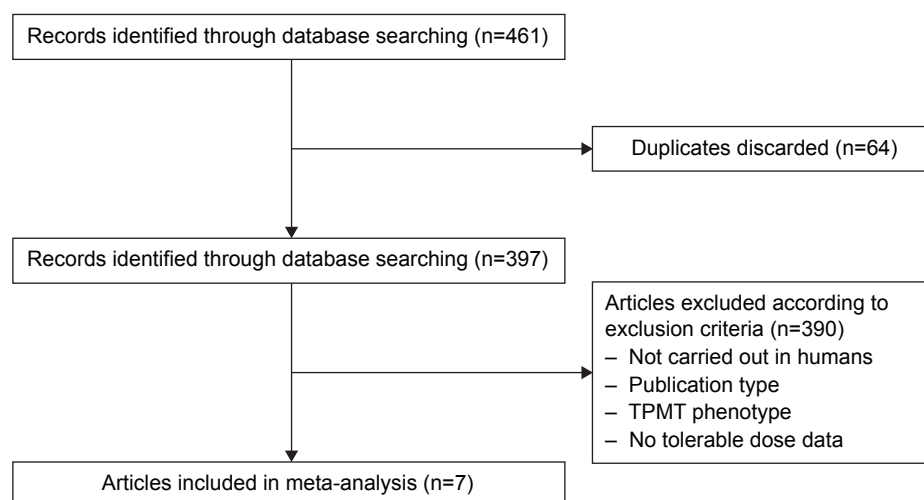 Records identified through database searching (n=461)
Duplicates discarded (n=64)
Records identified through database searching (n=397)
Articles excluded according to
exclusion criteria (n=390)
– Not carried out in humans
– Publication type
– TPMT phenotype
– No tolerable dose data
Articles included in meta-analysis (n=7)